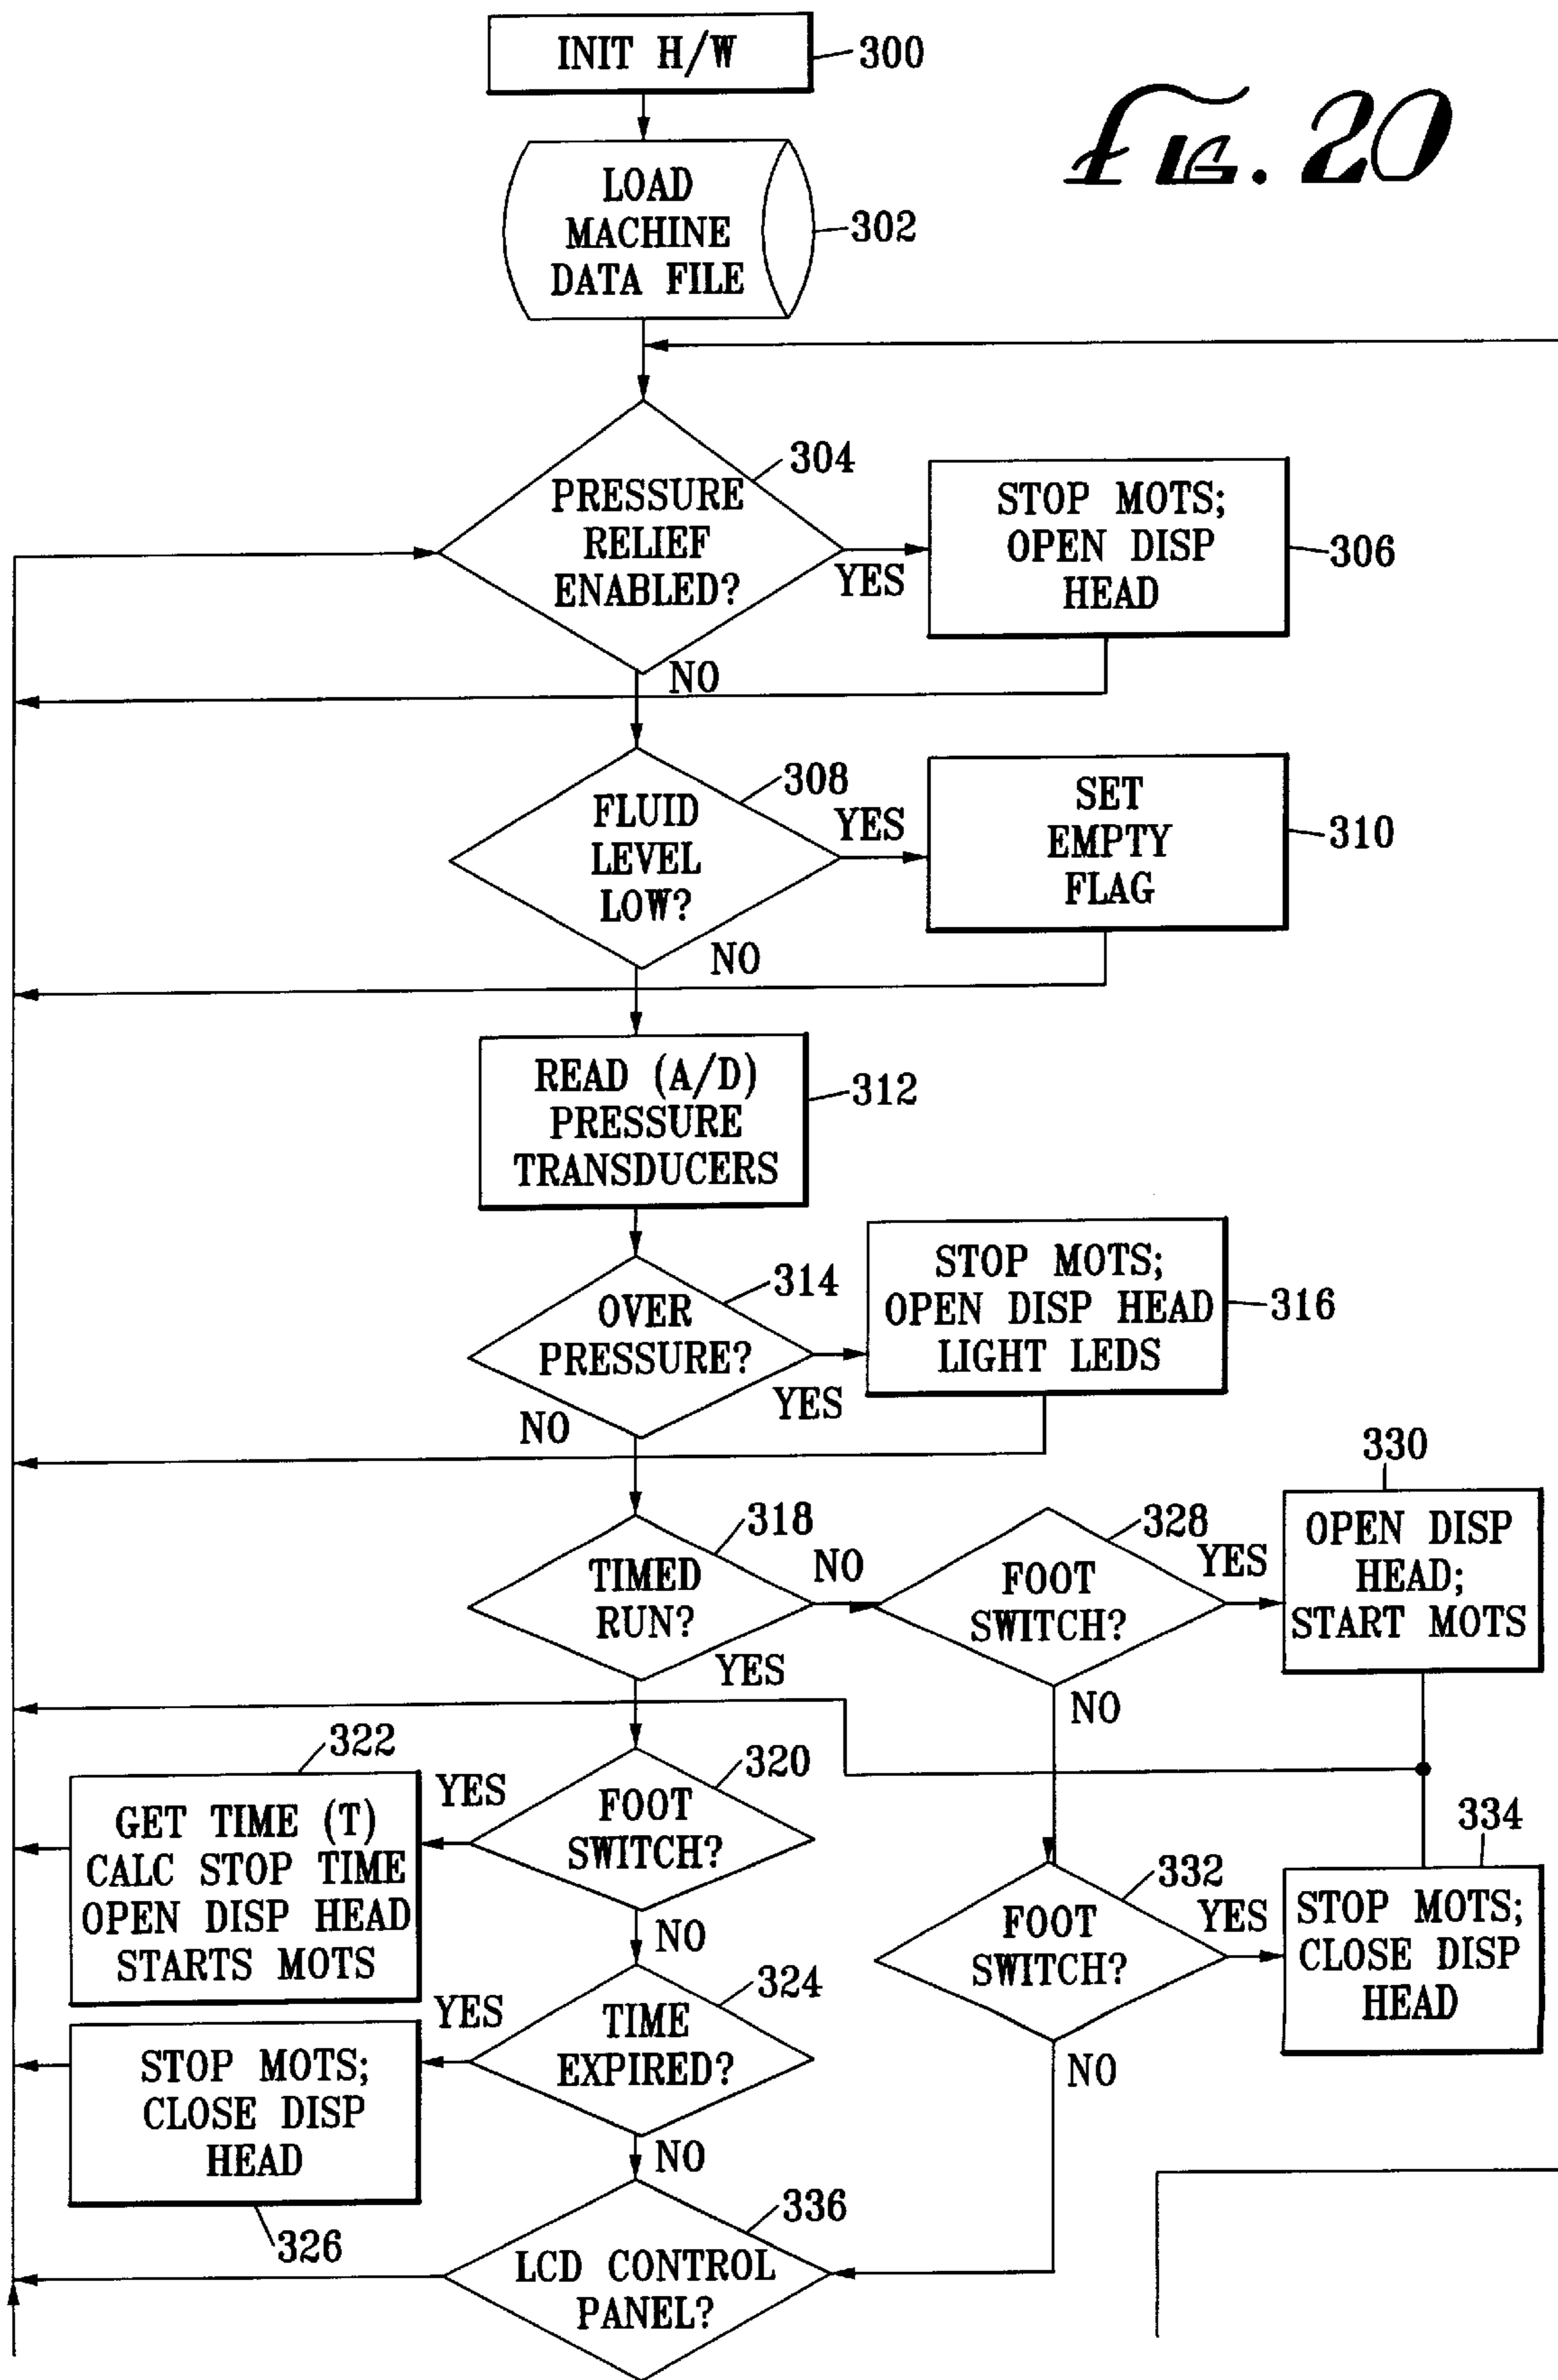 INIT H/W
300
FIG. 20
LOAD
MACHINE
DATA FILE
302
304
PRESSURE
RELIEF
ENABLED?
YES
STOP MOTS;
OPEN DISP
HEAD
306
NO
308
FLUID
LEVEL
LOW?
YES
SET
EMPTY
FLAG
310
NO
READ (A/D)
PRESSURE
TRANSDUCERS
312
314
OVER
PRESSURE?
YES
STOP MOTS;
OPEN DISP HEAD
LIGHT LEDS
316
NO
318
TIMED
RUN?
NO
328
FOOT
SWITCH?
YES
330
OPEN DISP
HEAD;
START MOTS
YES
NO
322
320
FOOT
SWITCH?
YES
GET TIME (T)
CALC STOP TIME
OPEN DISP HEAD
STARTS MOTS
332
FOOT
SWITCH?
YES
334
STOP MOTS;
CLOSE DISP
HEAD
NO
324
TIME
EXPIRED?
YES
STOP MOTS;
CLOSE DISP
HEAD
326
NO
NO
336
LCD CONTROL
PANEL?